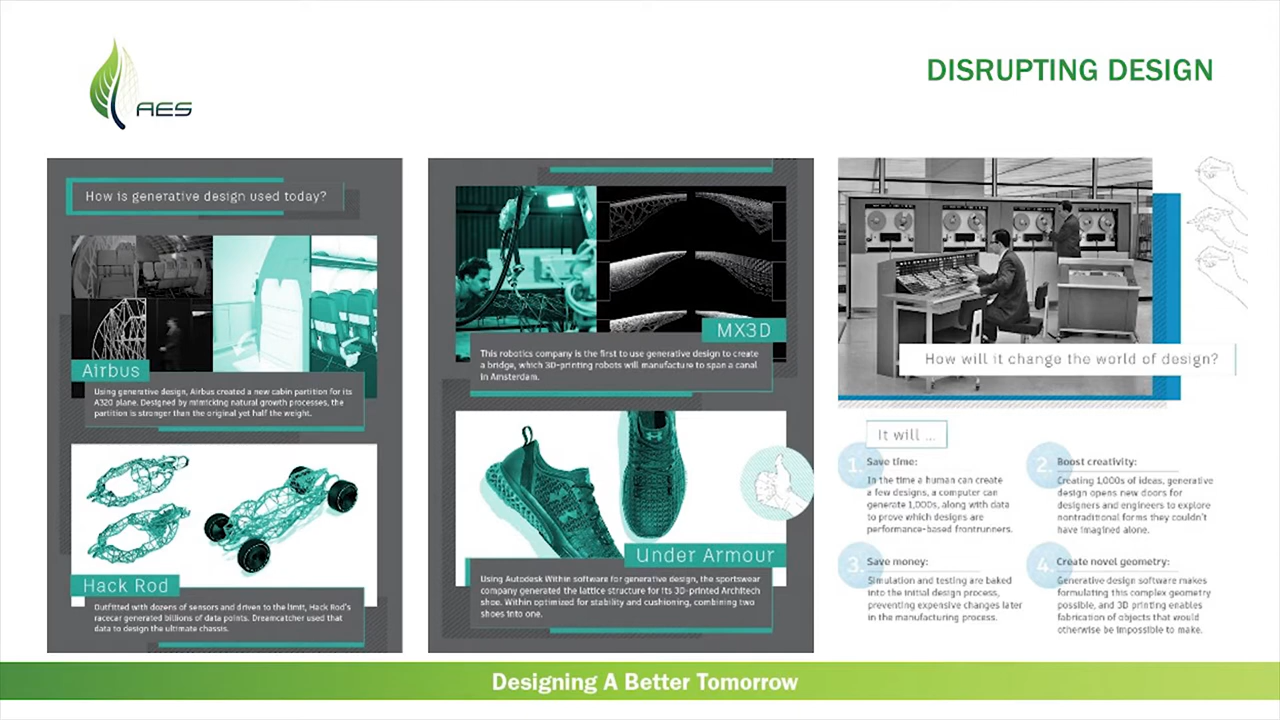 AES
DISRUPTING DESIGN
How is generative design used today?
Airbus
Using generative design, Airbus created a new cabin partition for its
A320 plane. Designed by mimicking natural growth processes, the
partition is stronger than the original yet half the weight.
Hack Rod
Outfitted with dozens of sensors and driven to the limit, Hack Rod's
racecar generated billions of data points. Dreamcatcher used that
data to design the ultimate chassis.
MX3D
This robotics company is the first to use generative design to create
a bridge, which 3D-printing robots will manufacture to span a canal
in Amsterdam.
Under Armour
Using Autodesk Within software for generative design, the sportswear
company generated the lattice structure for its 3D-printed Architech
shoe. Within optimized for stability and cushioning, combining two
shoes into one.
How will it change the world of design?
It will ...
1. Save time:
In the time a human can create
a few designs, a computer can
generate 1,000s, along with data
to prove which designs are
performance-based frontrunners.
2. Boost creativity:
Creating 1,000s of ideas, generative
design opens new doors for
designers and engineers to explore
nontraditional forms they couldn't
have imagined alone.
3. Save money:
Simulation and testing are baked
into the initial design process,
preventing expensive changes later
in the manufacturing process.
4. Create novel geometry:
Generative design software makes
formulating this complex geometry
possible, and 3D printing enables
fabrication of objects that would
otherwise be impossible to make.
Designing A Better Tomorrow